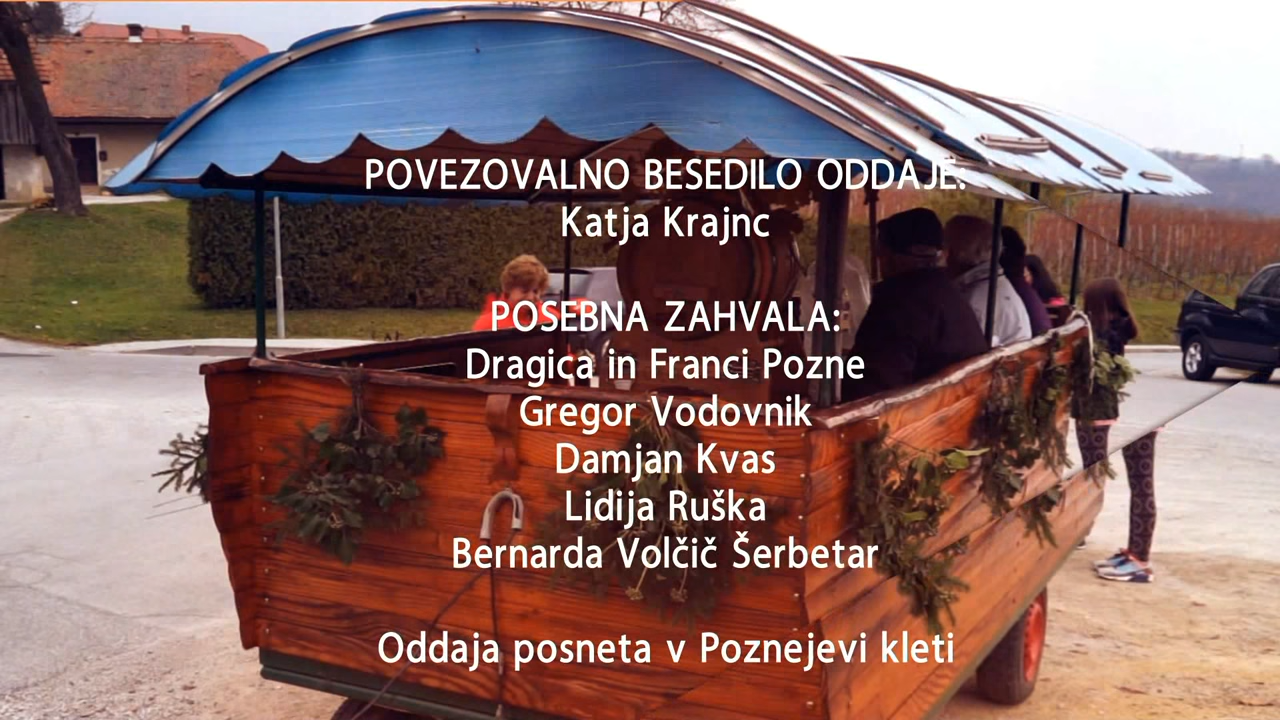 POVEZOVALNO BESEDILO ODDAJE:
Katja Krajnc
POSEBNA ZAHVALA:
Dragica in Franci Pozne
Gregor Vodovnik
Damjan Kvas
Lidija Ruška
Bernarda Volčič Šerbetar
Oddaja posneta v Poznejevi kleti